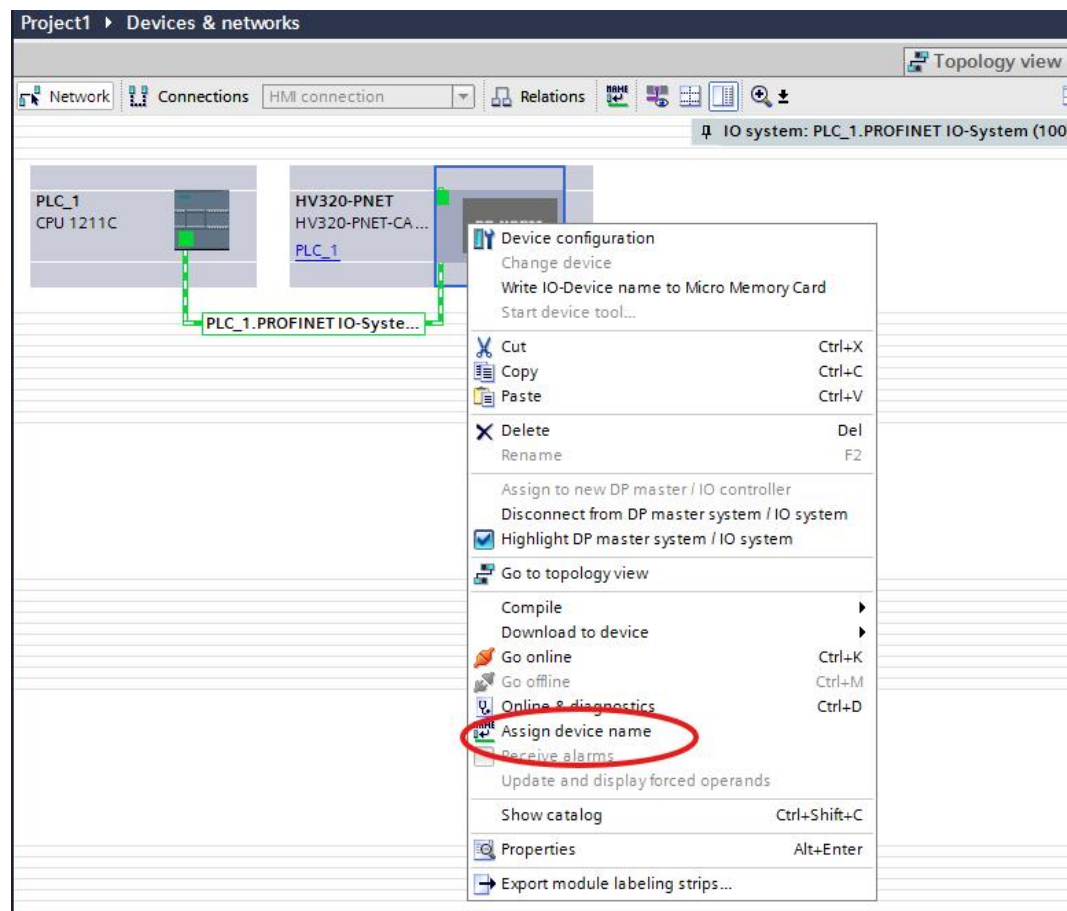 Project1 ▸ Devices & networks
Topology view
Network Connections HMI connection Relations
IO system: PLC_1.PROFINET IO-System (100
PLC_1
CPU 1211C
HV320-PNET
HV320-PNET-CA...
PLC_1
PLC_1.PROFINET IO-Syste...
Device configuration
Change device
Write IO-Device name to Micro Memory Card
Start device tool...
Cut Ctrl+X
Copy Ctrl+C
Paste Ctrl+V
Delete Del
Rename F2
Assign to new DP master / IO controller
Disconnect from DP master system / IO system
Highlight DP master system / IO system
Go to topology view
Compile
Download to device
Go online Ctrl+K
Go offline Ctrl+M
Online & diagnostics Ctrl+D
Assign device name
Receive alarms
Update and display forced operands
Show catalog Ctrl+Shift+C
Properties Alt+Enter
Export module labeling strips...